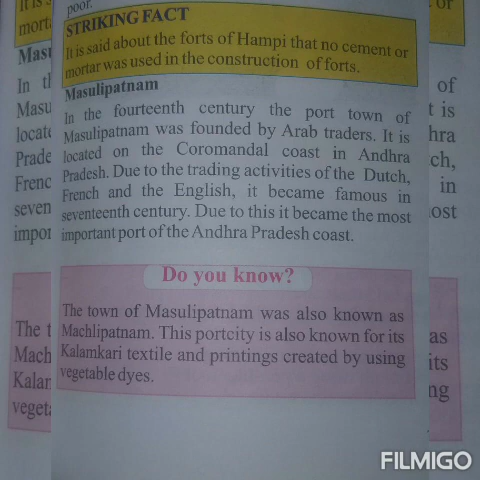 poor.
STRIKING FACT
It is said about the forts of Hampi that no cement or
mortar was used in the construction of forts.
Masulipatnam
In the fourteenth century the port town of
Masulipatnam was founded by Arab traders. It is
located on the Coromandal coast in Andhra
Pradesh. Due to the trading activities of the Dutch,
French and the English, it became famous in
seventeenth century. Due to this it became the most
important port of the Andhra Pradesh coast.
Do you know?
The town of Masulipatnam was also known as
Machlipatnam. This portcity is also known for its
Kalamkari textile and printings created by using
vegetable dyes.
FILMIGO